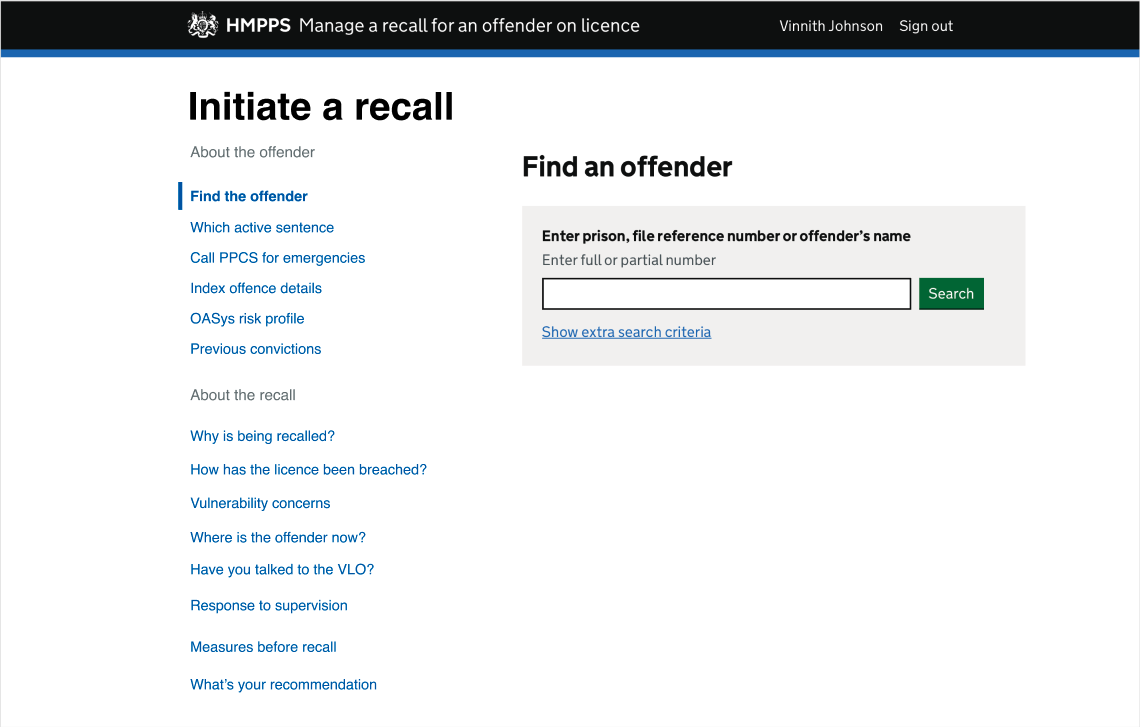 HMPPS Manage a recall for an offender on licence
Vinnith Johnson
Sign out
Initiate a recall
About the offender
Find the offender
Which active sentence
Call PPCS for emergencies
Index offence details
OASys risk profile
Previous convictions
About the recall
Why is being recalled?
How has the licence been breached?
Vulnerability concerns
Where is the offender now?
Have you talked to the VLO?
Response to supervision
Measures before recall
What’s your recommendation
Find an offender
Enter prison, file reference number or offender’s name
Enter full or partial number
Search
Show extra search criteria